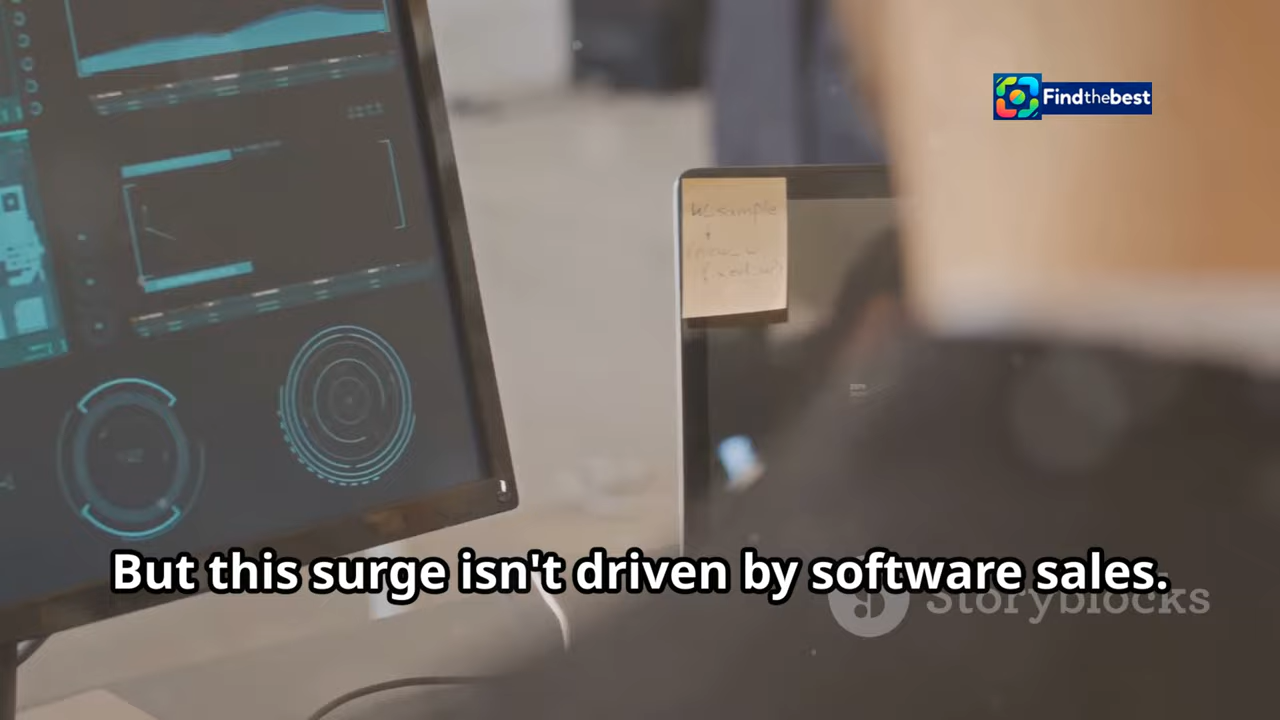 Findthebest
But this surge isn't driven by software sales.
Storyblocks